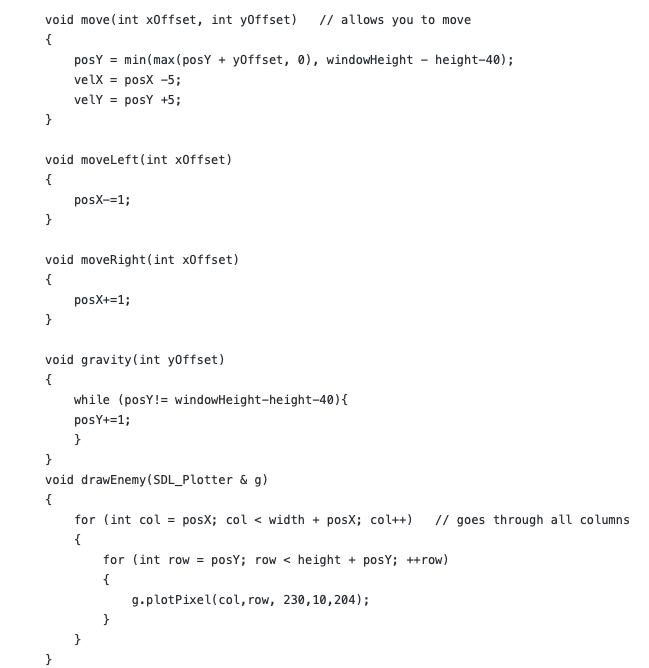 void move(int xOffset, int yOffset)   // allows you to move
{
    posY = min(max(posY + yOffset, 0), windowHeight - height-40);
    velX = posX -5;
    velY = posY +5;
}

void moveLeft(int xOffset)
{
    posX-=1;
}

void moveRight(int xOffset)
{
    posX+=1;
}

void gravity(int yOffset)
{
    while (posY!= windowHeight-height-40){
    posY+=1;
    }
}
void drawEnemy(SDL_Plotter & g)
{
    for (int col = posX; col < width + posX; col++)   // goes through all columns
    {
        for (int row = posY; row < height + posY; ++row)
        {
            g.plotPixel(col,row, 230,10,204);
        }
    }
}